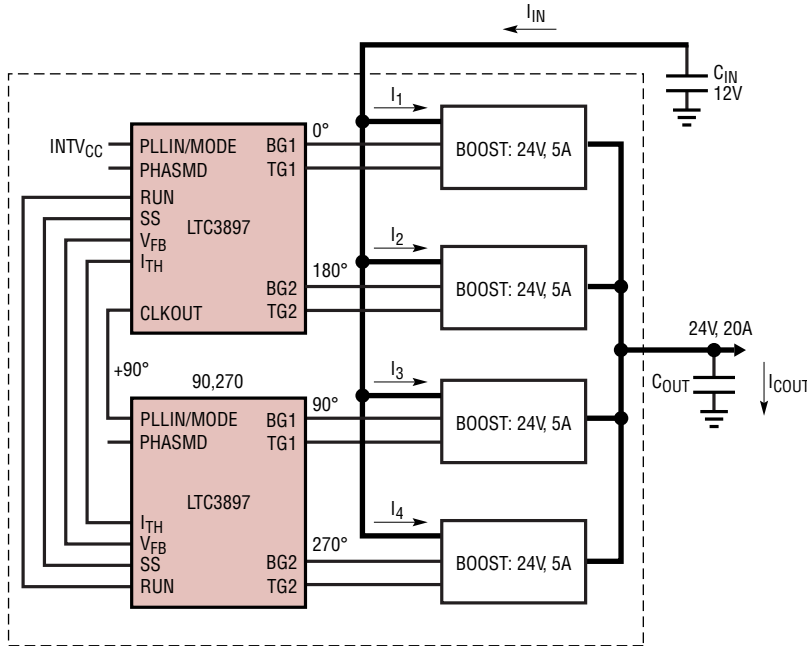 I_IN
C_IN
12V
I_1
0°
INTV_CC
PLLIN/MODE
BG1
BOOST: 24V, 5A
PHASMD
TG1
RUN
SS
LTC3897
V_FB
I_TH
I_2
180°
BG2
BOOST: 24V, 5A
CLKOUT
TG2
24V, 20A
+90°
90,270
I_3
C_OUT
I_COUT
90°
PLLIN/MODE
BG1
BOOST: 24V, 5A
PHASMD
TG1
LTC3897
I_4
I_TH
270°
V_FB
SS
BG2
BOOST: 24V, 5A
RUN
TG2